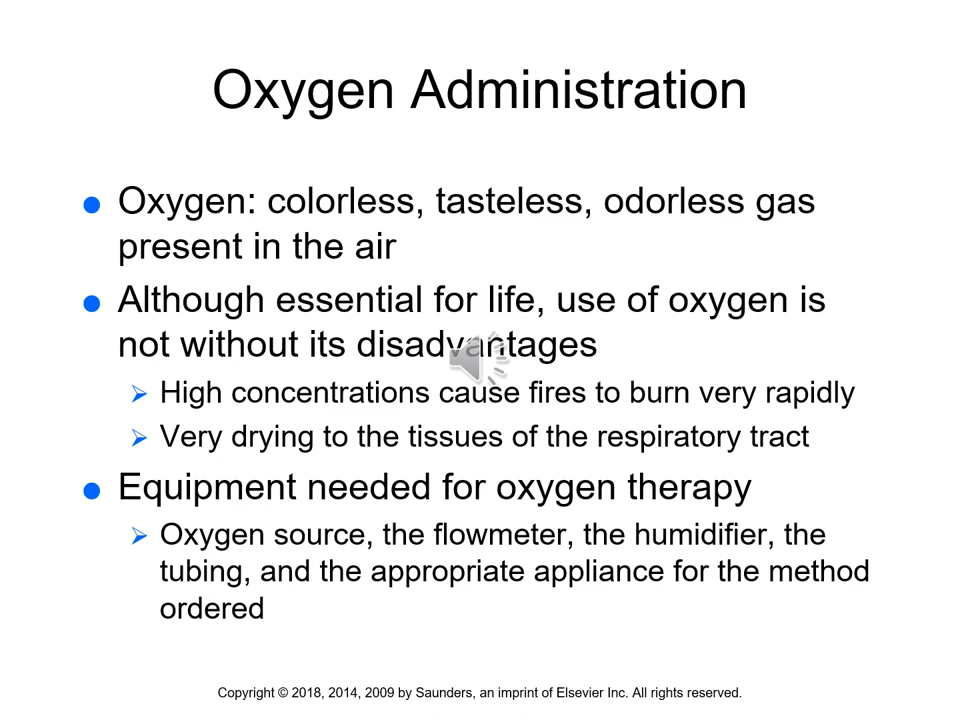 Oxygen Administration
Oxygen: colorless, tasteless, odorless gas
present in the air
Although essential for life, use of oxygen is
not without its disadvantages
High concentrations cause fires to burn very rapidly
Very drying to the tissues of the respiratory tract
Equipment needed for oxygen therapy
Oxygen source, the flowmeter, the humidifier, the
tubing, and the appropriate appliance for the method
ordered
Copyright © 2018, 2014, 2009 by Saunders, an imprint of Elsevier Inc. All rights reserved.